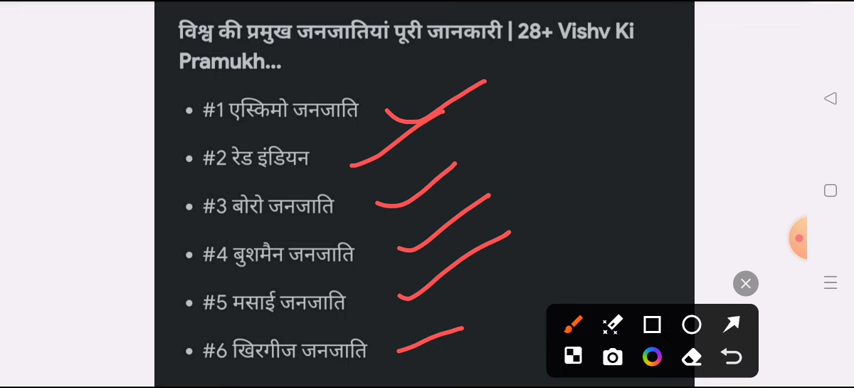 विश्व की प्रमुख जनजातियां पूरी जानकारी | 28+ Vishv Ki
Pramukh...
• #1 एस्किमो जनजाति
• #2 रेड इंडियन
• #3 बोरो जनजाति
• #4 बुशमैन जनजाति
• #5 मसाई जनजाति
• #6 खिरगीज जनजाति